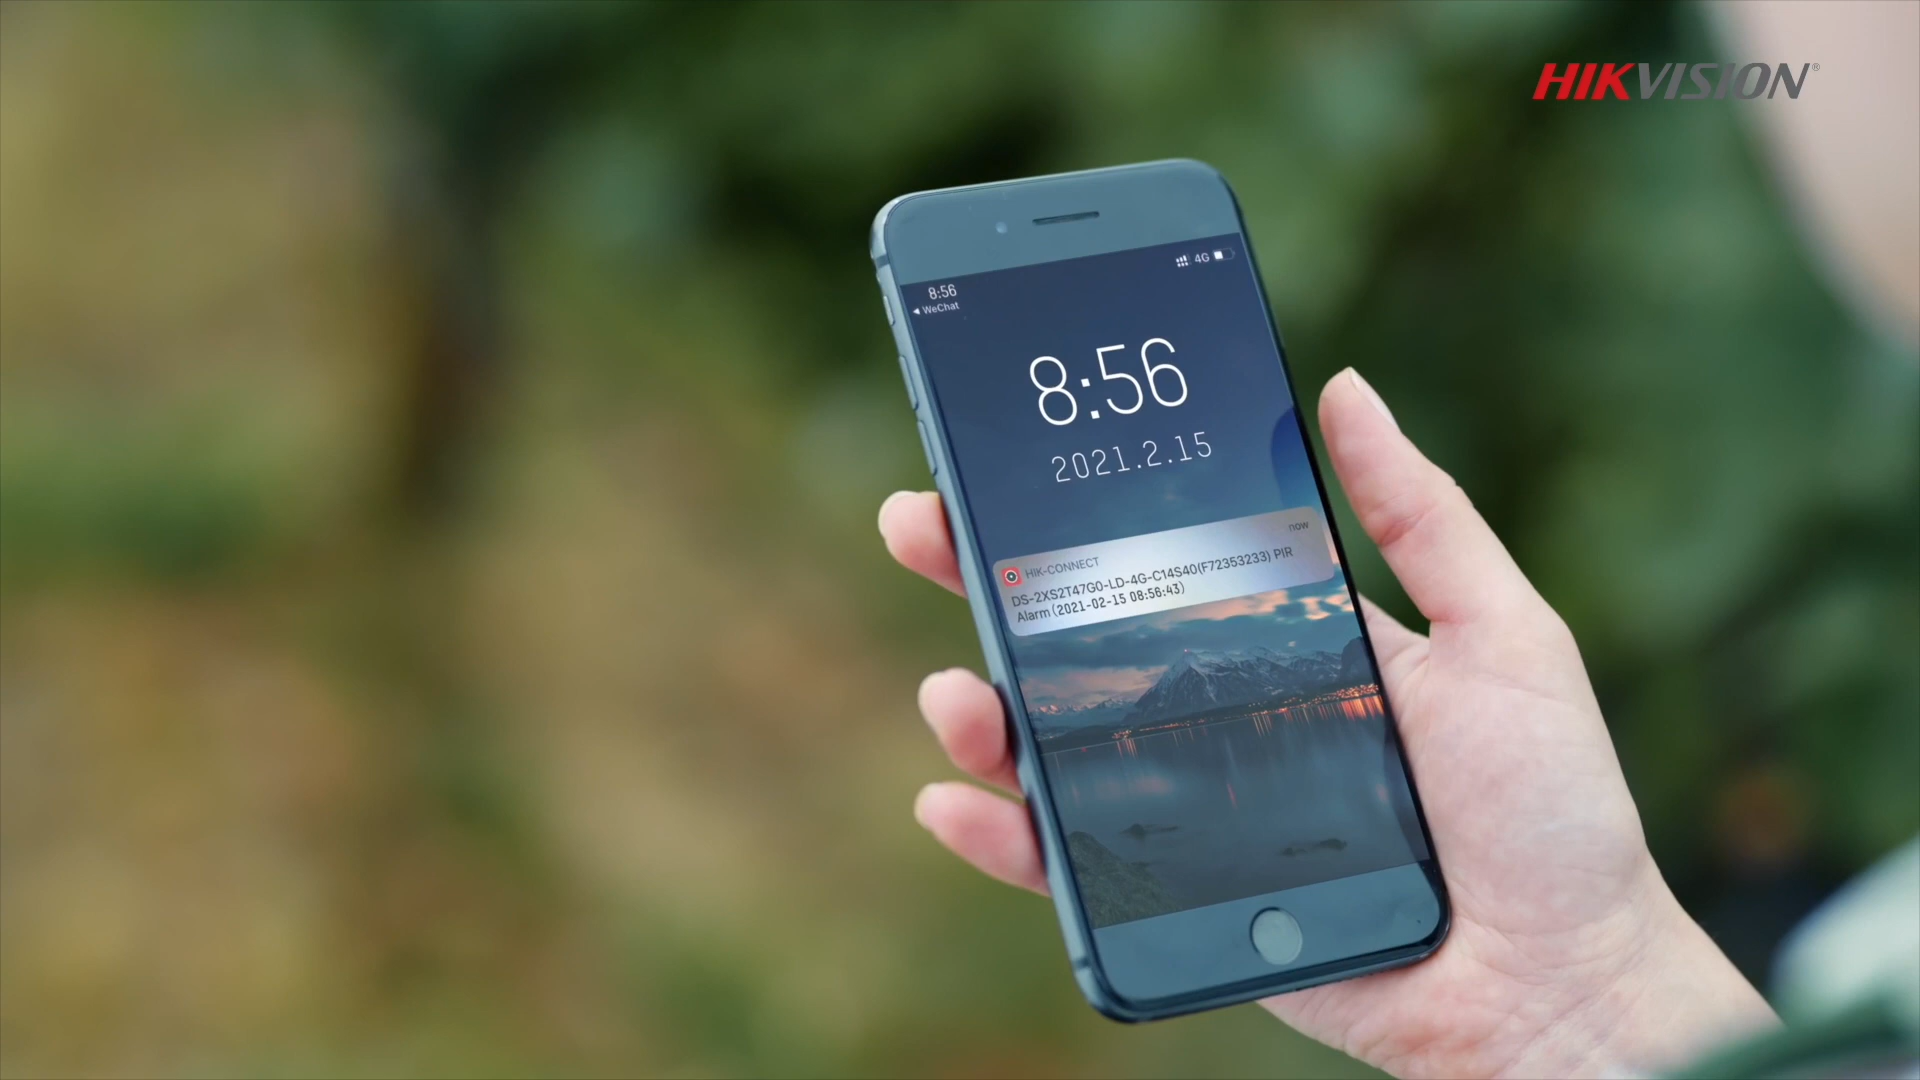 HIKVISION®
4G
8:56
◀ WeChat
8:56
2021.2.15
HIK-CONNECT now
DS-2XS2T47G0-LD-4G-C14S40(F72353233) PIR
Alarm (2021-02-15 08:56:43)